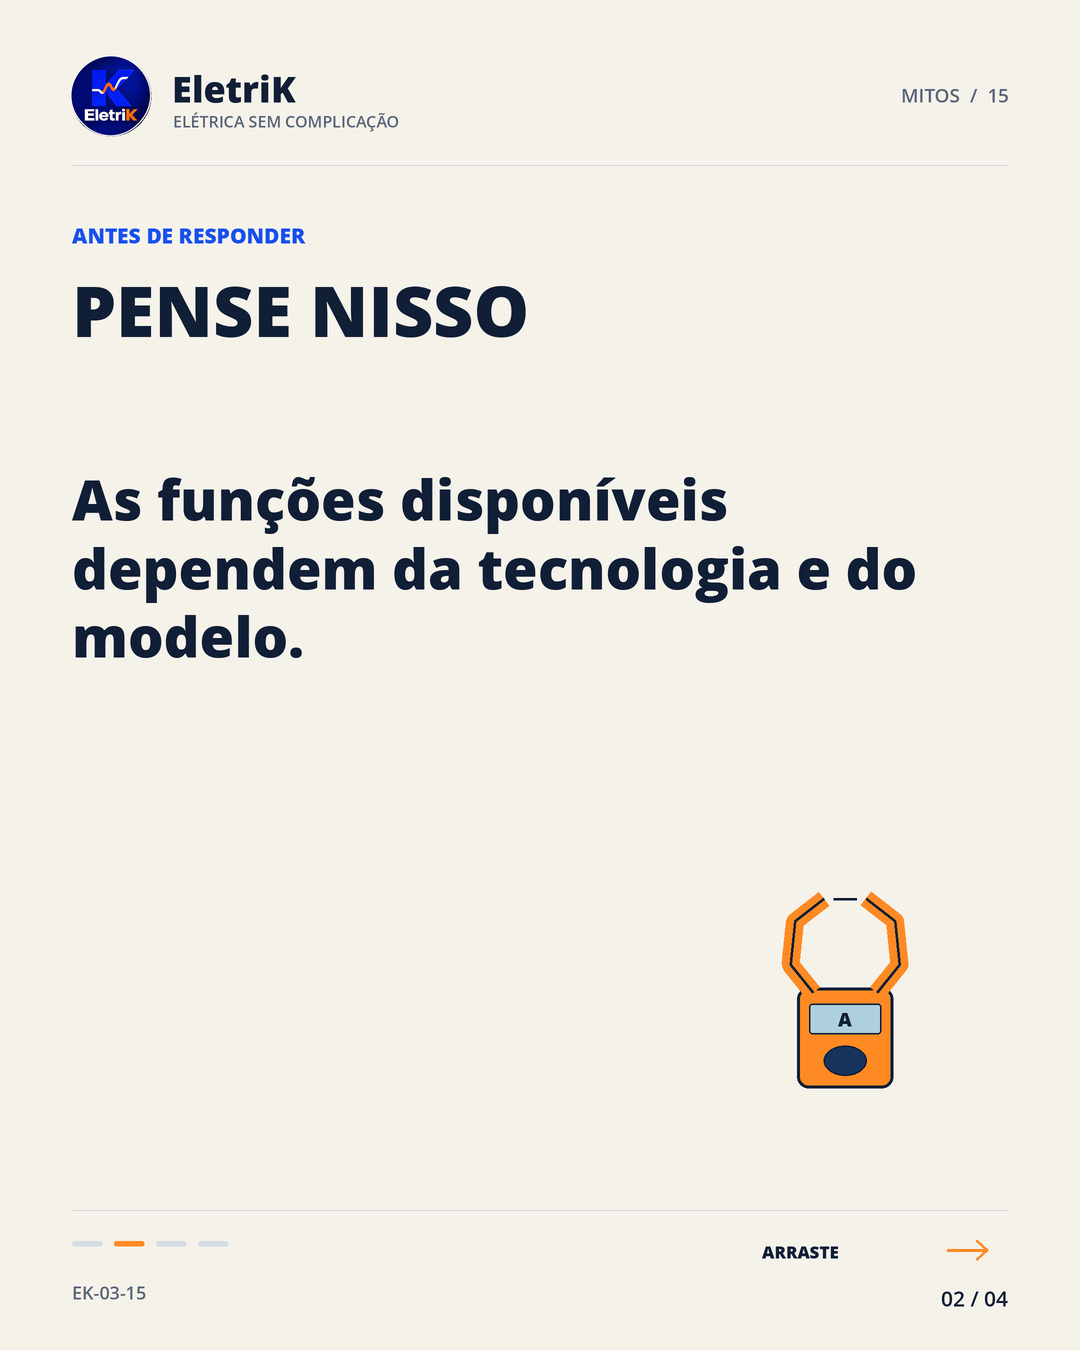 EletriK
EletriK
ELÉTRICA SEM COMPLICAÇÃO
MITOS / 15
ANTES DE RESPONDER
PENSE NISSO
As funções disponíveis
dependem da tecnologia e do
modelo.
A
ARRASTE
EK-03-15
02 / 04